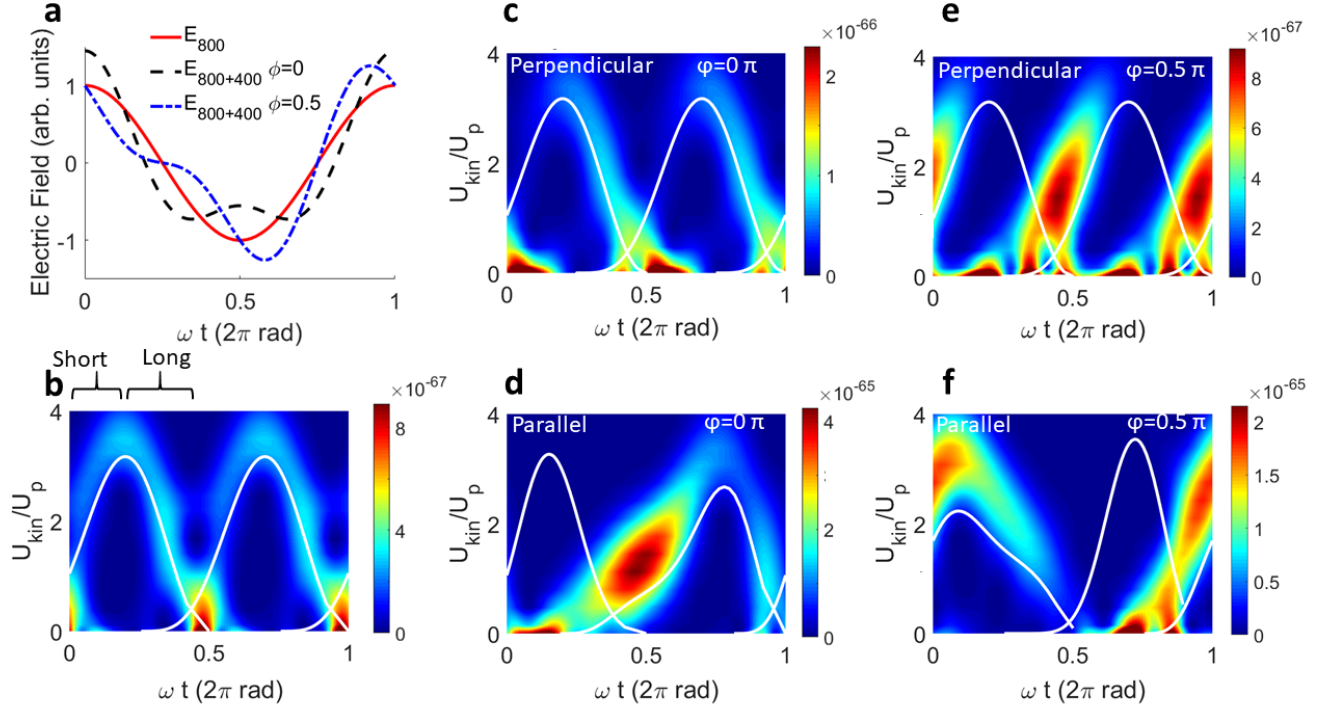 a
E800
E800+400 ϕ=0
E800+400 ϕ=0.5
1
0
-1
Electric Field (arb. units)
0
0.5
1
ω t (2π rad)
c
×10-66
Perpendicular
φ=0 π
4
2
0
Ukin/Up
0
0.5
1
2
1
0
ω t (2π rad)
e
×10-67
Perpendicular
φ=0.5 π
4
2
0
Ukin/Up
0
0.5
1
8
6
4
2
0
ω t (2π rad)
Short
Long
b
×10-67
4
2
0
Ukin/Up
0
0.5
1
8
4
0
ω t (2π rad)
d
×10-65
Parallel
φ=0 π
4
2
0
Ukin/Up
0
0.5
1
4
3
2
1
0
ω t (2π rad)
f
×10-65
Parallel
φ=0.5 π
4
2
0
Ukin/Up
0
0.5
1
2
1.5
1
0.5
0
ω t (2π rad)